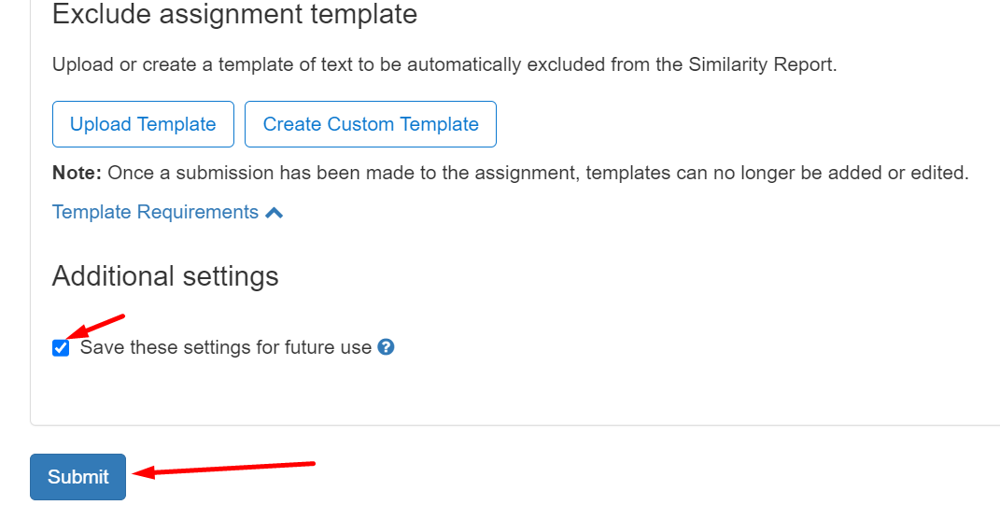 Exclude assignment template
Upload or create a template of text to be automatically excluded from the Similarity Report.
Upload Template
Create Custom Template
Note: Once a submission has been made to the assignment, templates can no longer be added or edited.
Template Requirements
Additional settings
Save these settings for future use
Submit